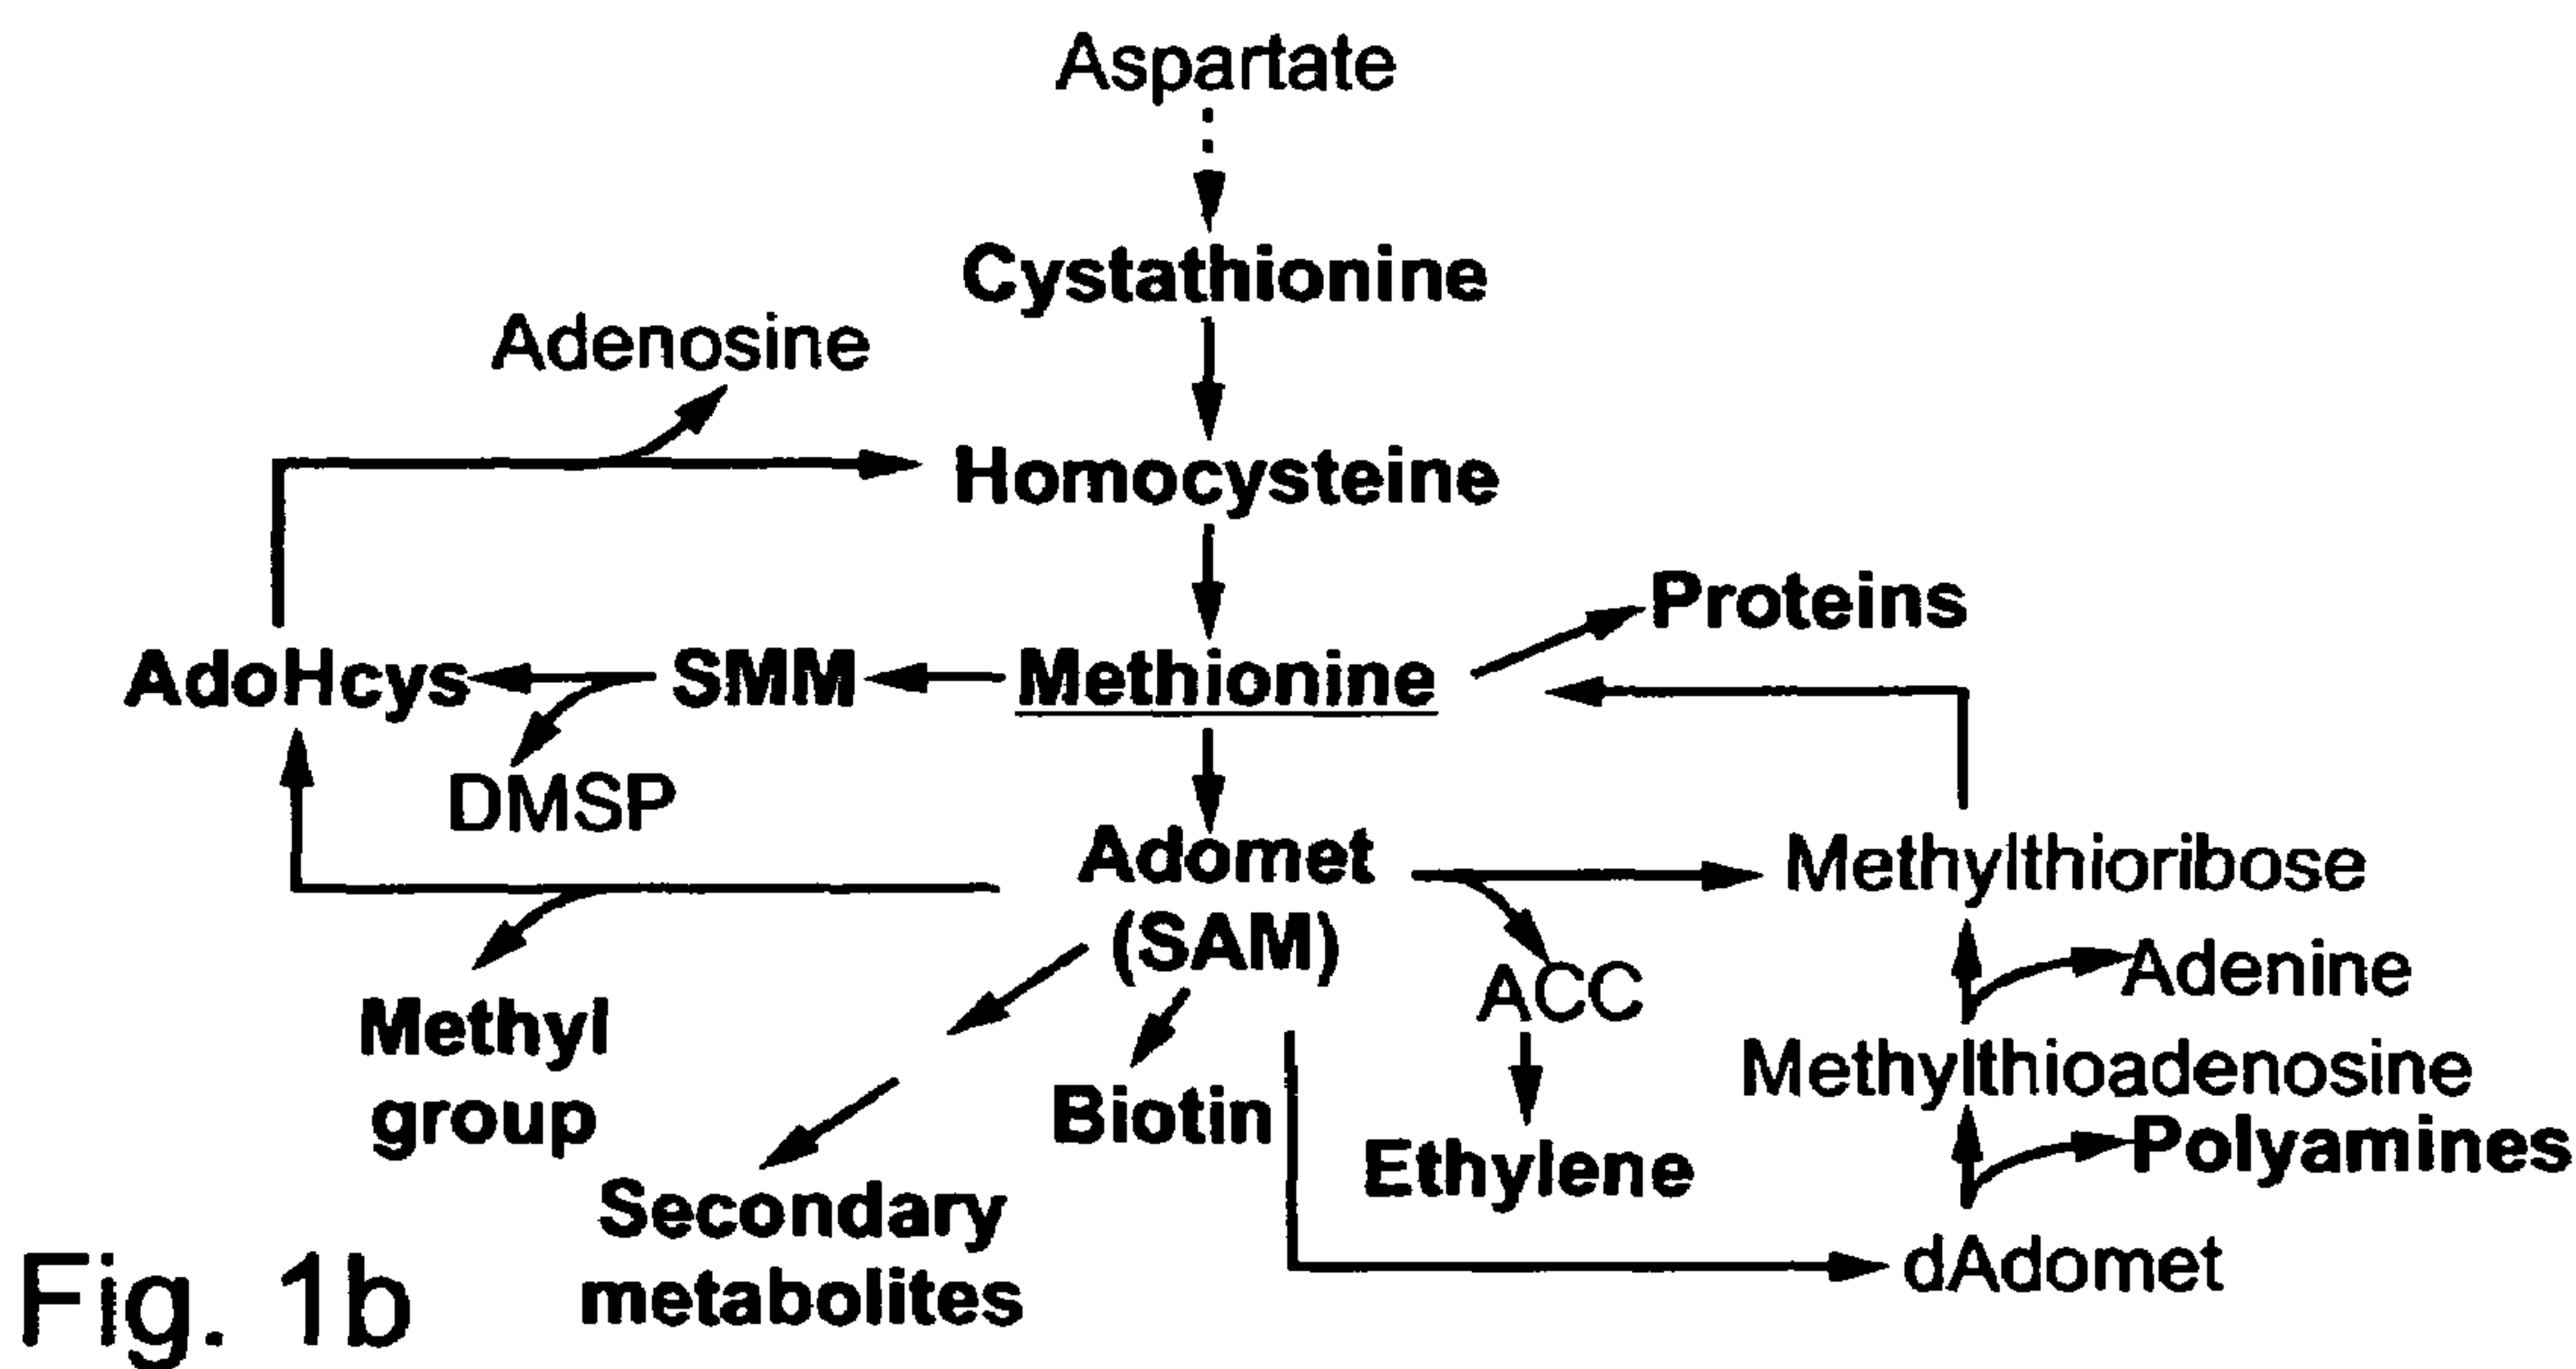 Aspartate
Cystathionine
Adenosine
Homocysteine
Proteins
AdoHcys
SMM
Methionine
DMSP
Adomet
(SAM)
Methylthioribose
ACC
Adenine
Methyl
group
Methylthioadenosine
Biotin
Ethylene
Polyamines
Secondary
metabolites
dAdomet
Fig. 1b